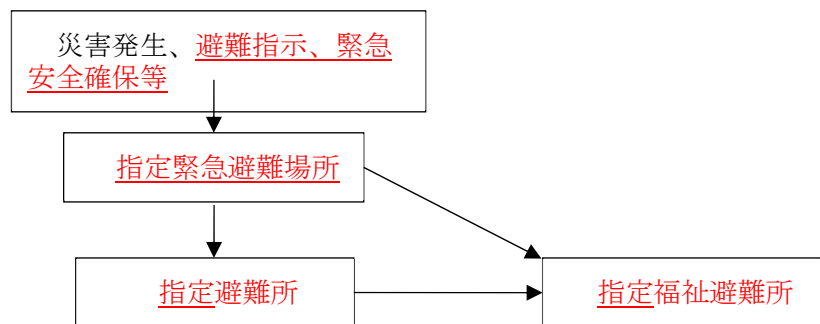 災害発生、避難指示、緊急
安全確保等
指定緊急避難場所
指定避難所
指定福祉避難所